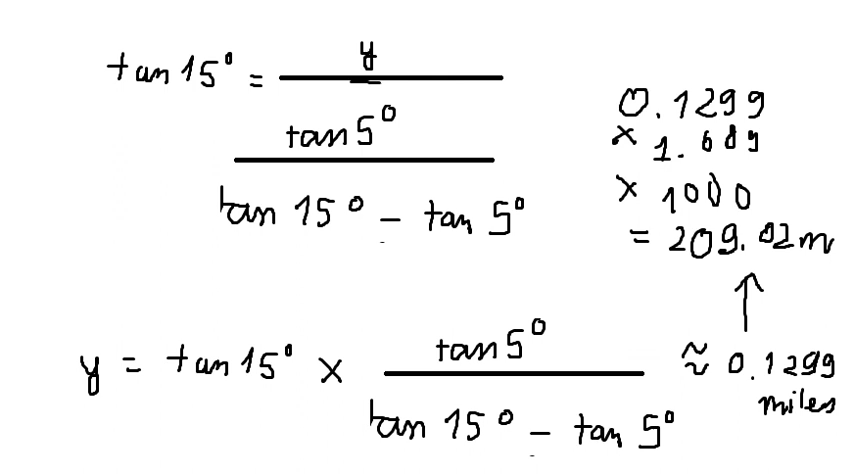 tan 15° = y
tan 5°
tan 15° - tan 5°
0.1299
× 1.609
× 1000
= 209.02m
y = tan 15° × tan 5°
tan 15° - tan 5°
≈ 0.1299
miles